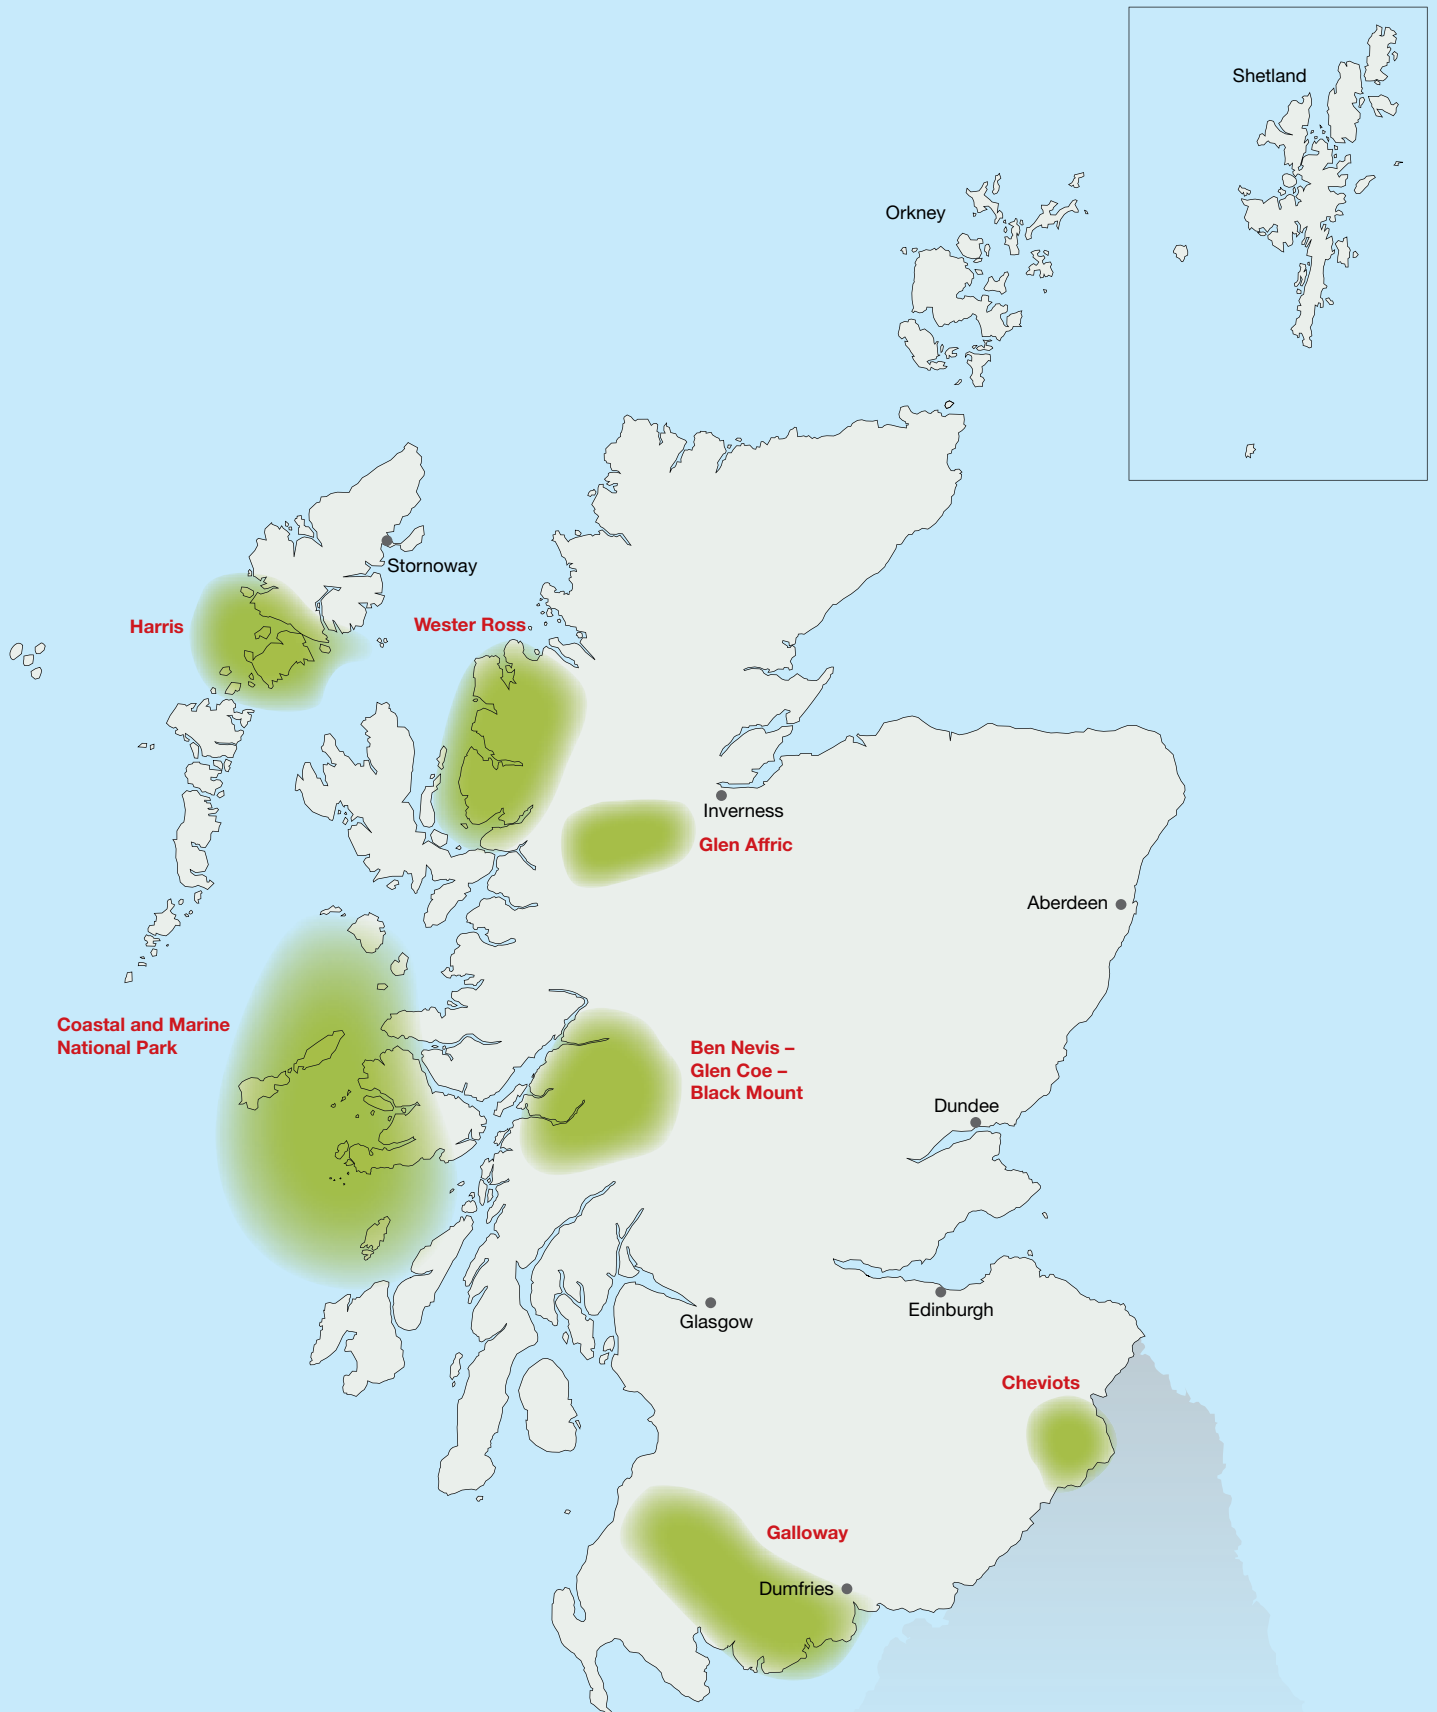 Shetland
Orkney
Stornoway
Harris
Wester Ross
Inverness
Glen Affric
Aberdeen
Coastal and Marine
National Park
Ben Nevis –
Glen Coe –
Black Mount
Dundee
Glasgow
Edinburgh
Cheviots
Galloway
Dumfries